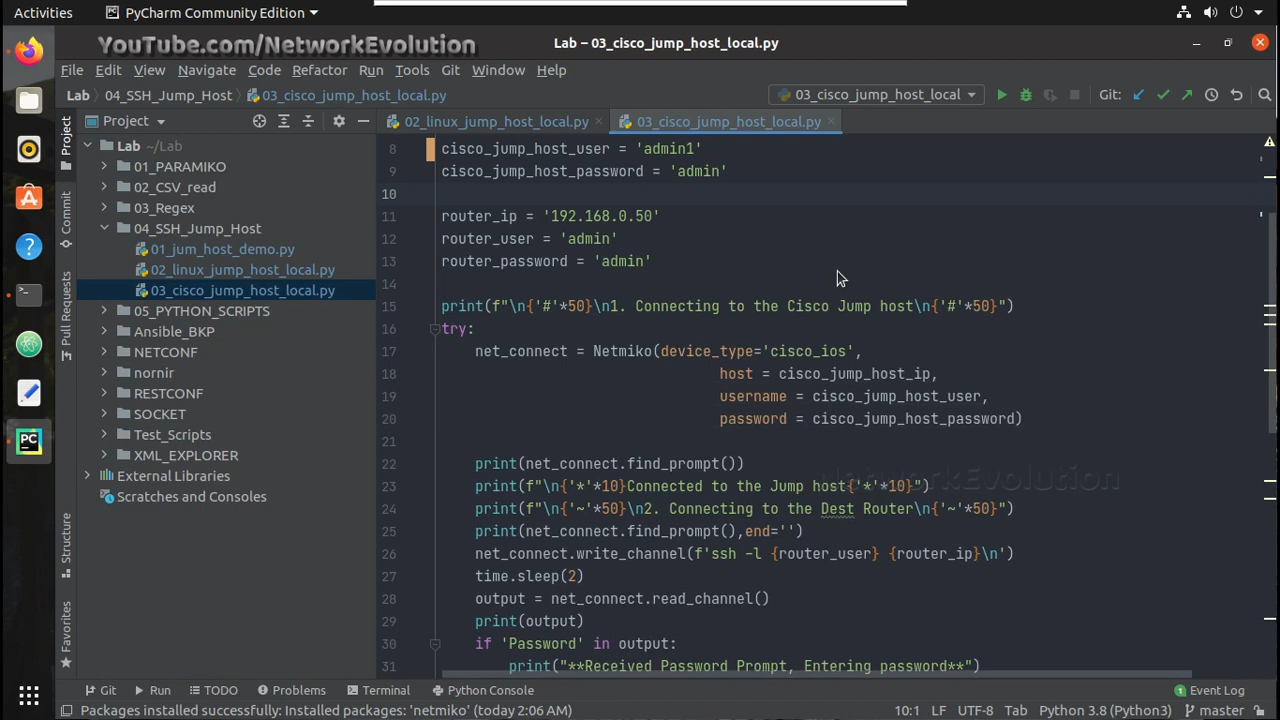 Activities
PyCharm Community Edition
YouTube.com/NetworkEvolution
Lab – 03_cisco_jump_host_local.py
File Edit View Navigate Code Refactor Run Tools Git Window Help
Lab 04_SSH_Jump_Host 03_cisco_jump_host_local.py
03_cisco_jump_host_local
Git:
Project
Commit
Pull Requests
Structure
Favorites
Project
Lab ~/Lab
01_PARAMIKO
02_CSV_read
03_Regex
04_SSH_Jump_Host
01_jum_host_demo.py
02_linux_jump_host_local.py
03_cisco_jump_host_local.py
05_PYTHON_SCRIPTS
Ansible_BKP
NETCONF
nornir
RESTCONF
SOCKET
Test_Scripts
XML_EXPLORER
External Libraries
Scratches and Consoles
02_linux_jump_host_local.py 03_cisco_jump_host_local.py
8 cisco_jump_host_user = 'admin1'
9 cisco_jump_host_password = 'admin'
10
11 router_ip = '192.168.0.50'
12 router_user = 'admin'
13 router_password = 'admin'
14
15 print(f"\n{'#'*50}\n1. Connecting to the Cisco Jump host\n{'#'*50}")
16 try:
17 net_connect = Netmiko(device_type='cisco_ios',
18 host = cisco_jump_host_ip,
19 username = cisco_jump_host_user,
20 password = cisco_jump_host_password)
21
22 print(net_connect.find_prompt())
23 print(f"\n{'*'*10}Connected to the Jump host{'*'*10}")
24 print(f"\n{'~'*50}\n2. Connecting to the Dest Router\n{'~'*50}")
25 print(net_connect.find_prompt(),end='')
26 net_connect.write_channel(f'ssh -l {router_user} {router_ip}\n')
27 time.sleep(2)
28 output = net_connect.read_channel()
29 print(output)
30 if 'Password' in output:
31 print("**Received Password Prompt, Entering password**")
NetworkEvolution
PC
Git Run TODO Problems Terminal Python Console 1 Event Log
Packages installed successfully: Installed packages: 'netmiko' (today 2:06 AM) 10:1 LF UTF-8 Tab Python 3.8 (Python3) master